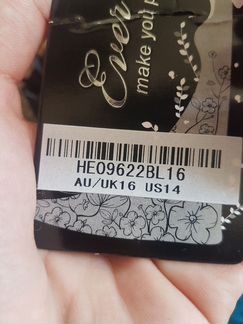 Ever
make you p
HE09622BL16
AU/UK16 US14